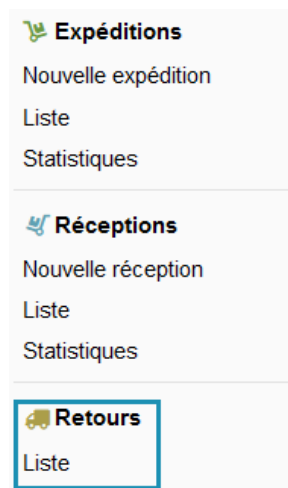 Expéditions
Nouvelle expédition
Liste
Statistiques
Réceptions
Nouvelle réception
Liste
Statistiques
Retours
Liste